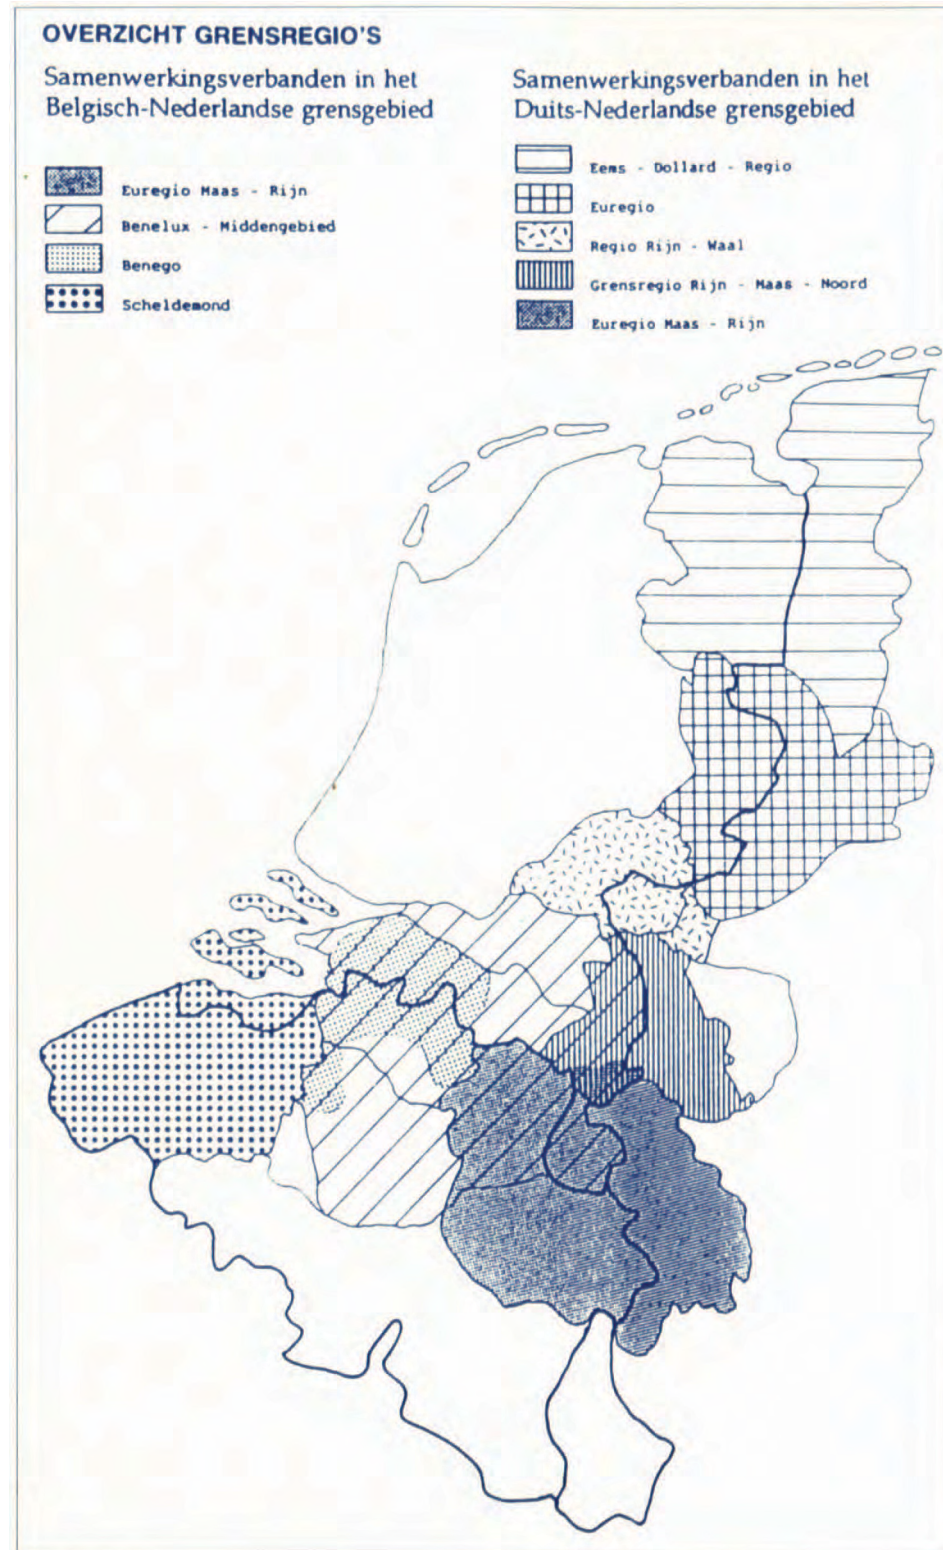 OVERZICHT GRENSREGIO'S
Samenwerkingsverbanden in het
Belgisch-Nederlandse grensgebied
Euregio Maas - Rijn
Benelux - Middengebied
Benego
Scheldemond
Samenwerkingsverbanden in het
Duits-Nederlandse grensgebied
Eems - Dollard - Regio
Euregio
Regio Rijn - Waal
Grensregio Rijn - Maas - Noord
Euregio Maas - Rijn